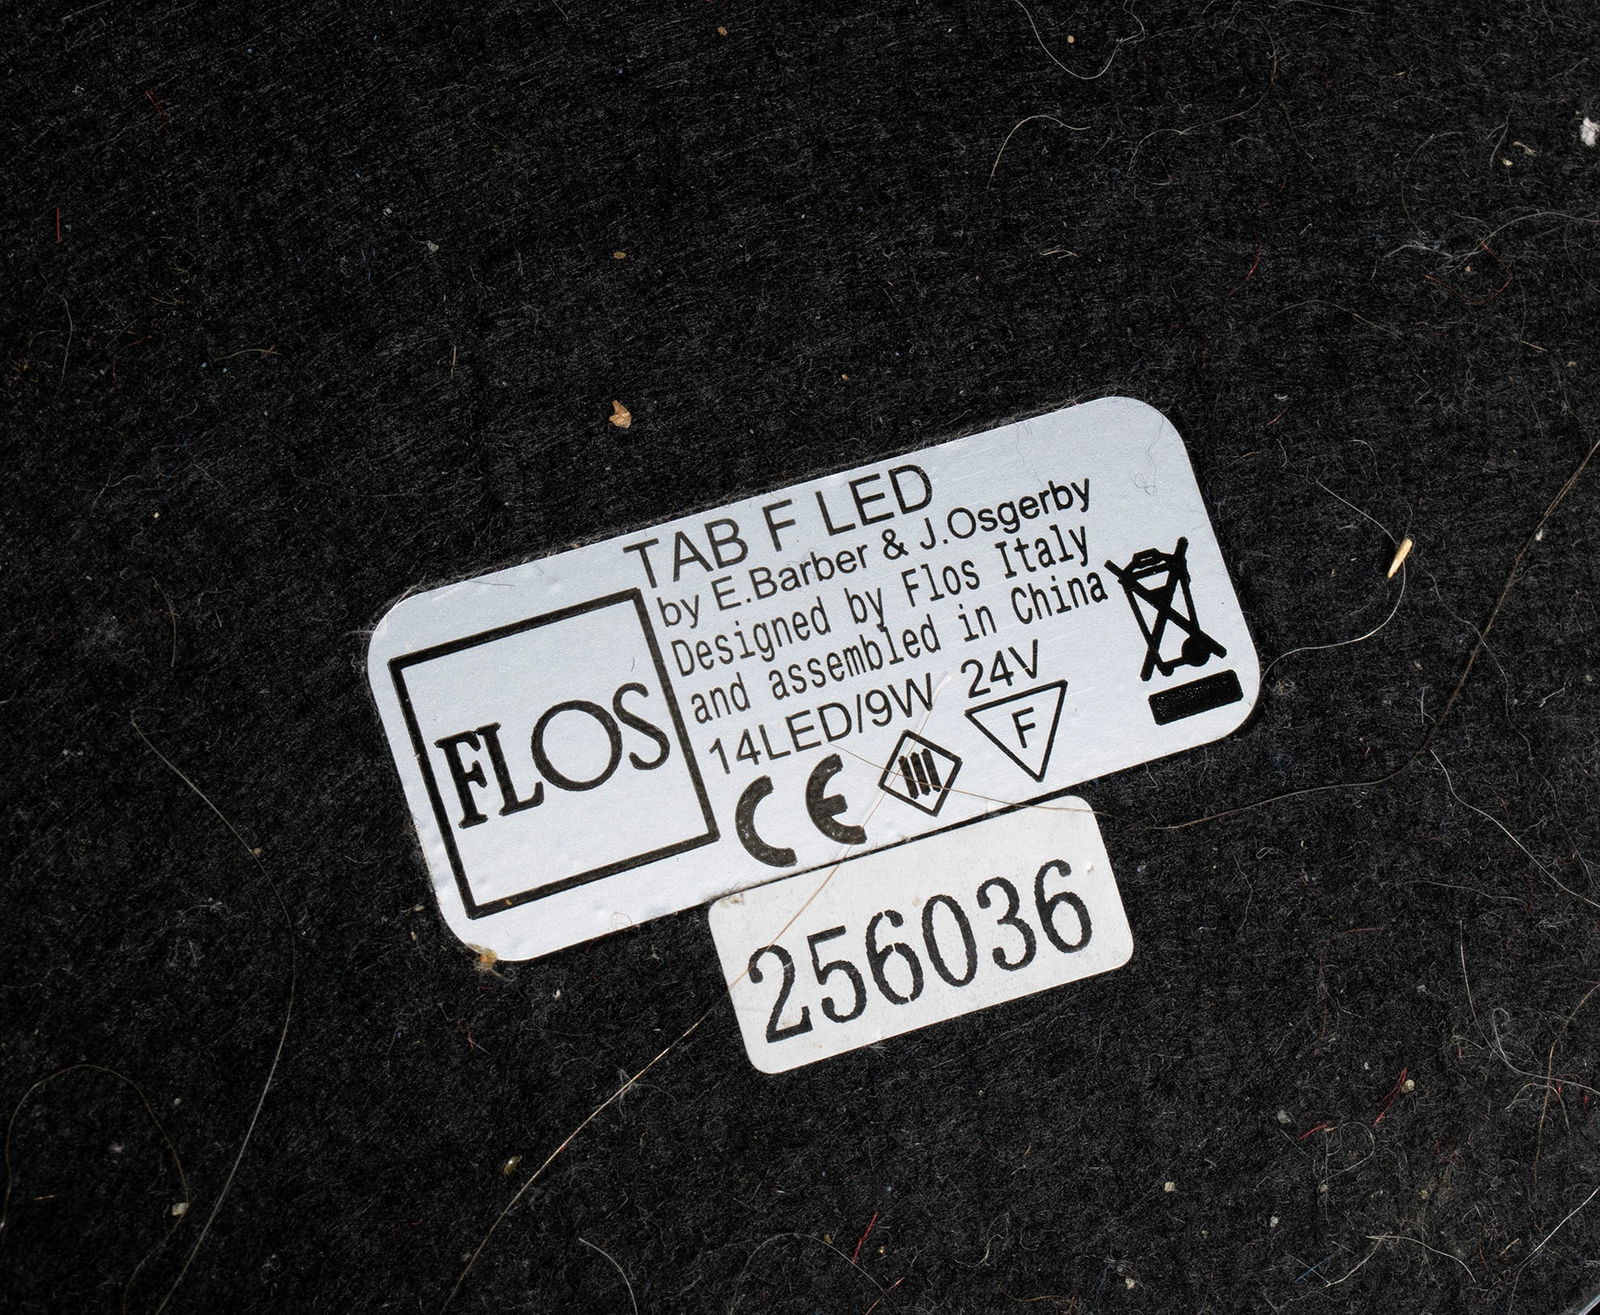 FLOS
TAB F LED
by E.Barber & J.Osgerby
Designed by Flos Italy
and assembled in China
14LED/9W 24V
CE
F
256036